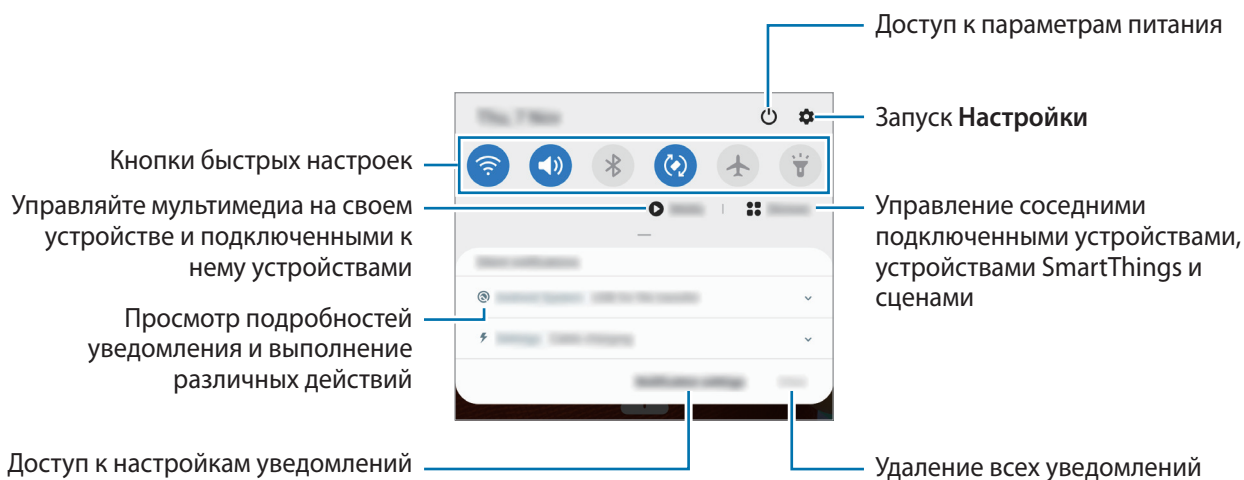 Доступ к параметрам питания
Запуск Настройки
Кнопки быстрых настроек
Управляйте мультимедиа на своем
устройстве и подключенными к
нему устройствами
Управление соседними
подключенными устройствами,
устройствами SmartThings и
сценами
Просмотр подробностей
уведомления и выполнение
различных действий
Доступ к настройкам уведомлений
Удаление всех уведомлений